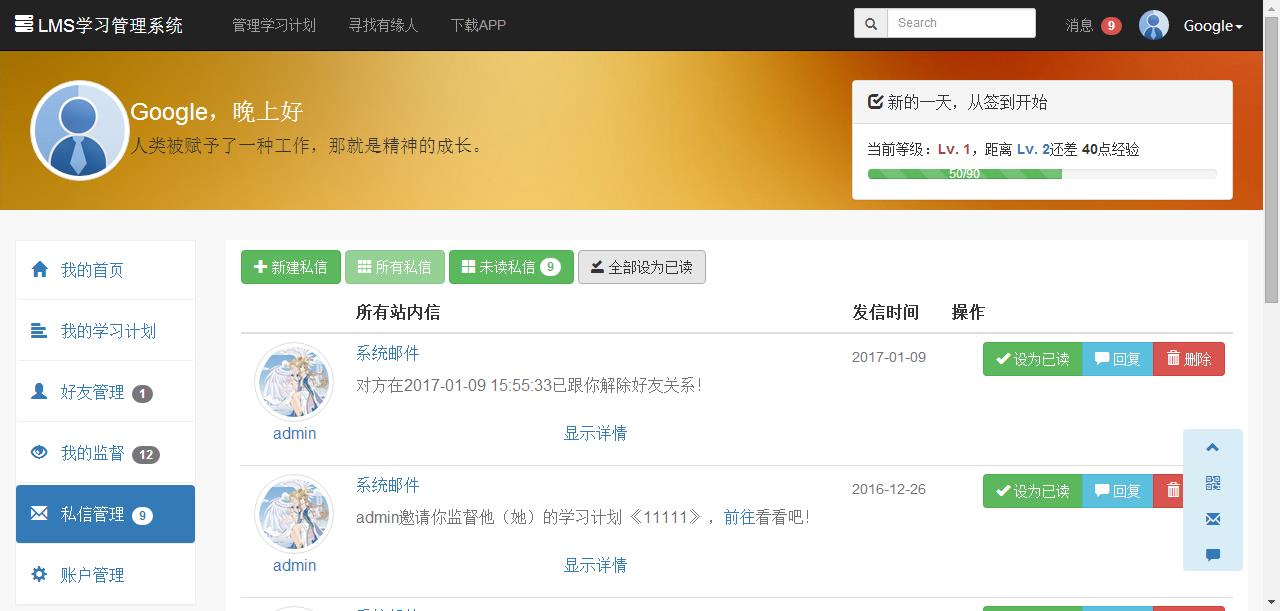 LMS学习管理系统 管理学习计划 寻找有缘人 下载APP Search 消息 9 Google
Google，晚上好
人类被赋予了一种工作，那就是精神的成长。
新的一天，从签到开始
当前等级：Lv. 1，距离 Lv. 2还差 40点经验
50/90
我的首页
我的学习计划
好友管理 1
我的监督 12
私信管理 9
账户管理
新建私信 所有私信 未读私信 9 全部设为已读
所有站内信 发信时间 操作
系统邮件 2017-01-09 设为已读 回复 删除
对方在2017-01-09 15:55:33已跟你解除好友关系！
admin 显示详情
系统邮件 2016-12-26 设为已读 回复
admin邀请你监督他（她）的学习计划《11111》，前往看看吧！
admin 显示详情